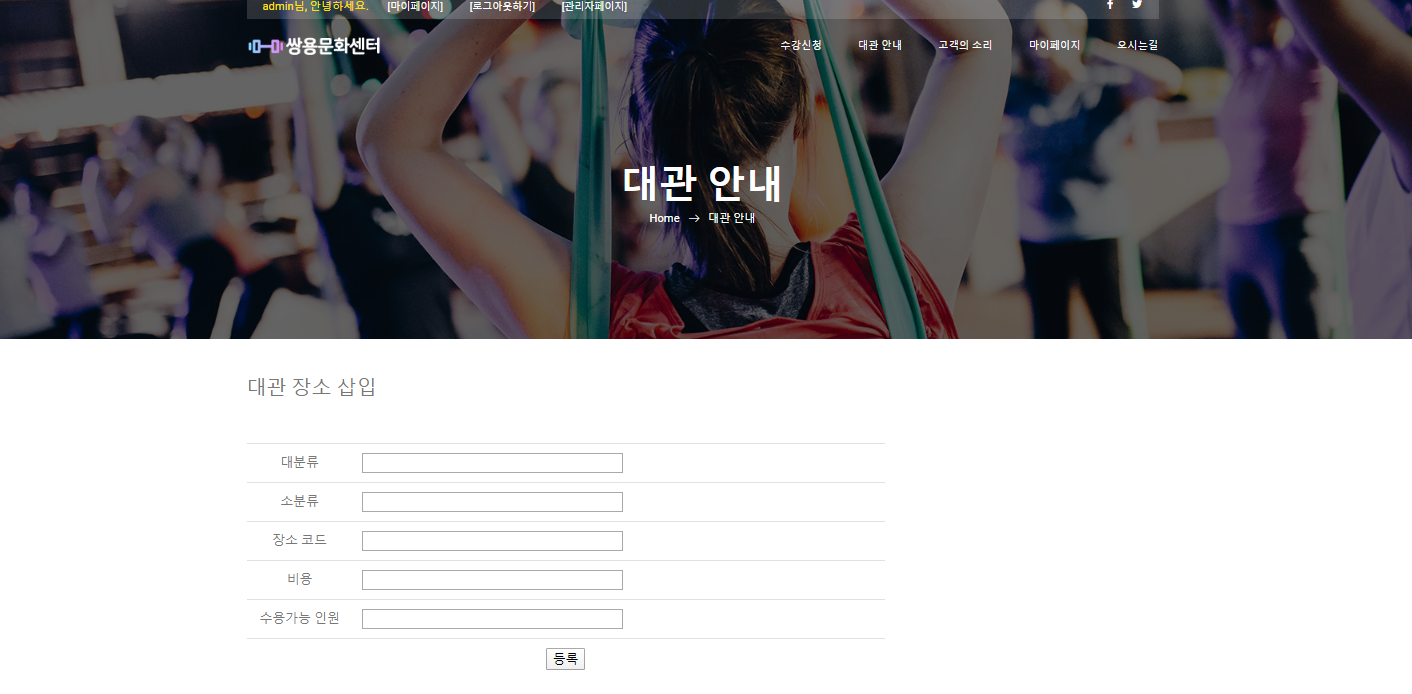 admin님, 안녕하세요. [마이페이지] [로그아웃하기] [관리자페이지]
쌍용문화센터 수강신청 대관 안내 고객의 소리 마이페이지 오시는길
대관 안내
Home → 대관 안내
대관 장소 삽입
대분류
소분류
장소 코드
비용
수용가능 인원
등록